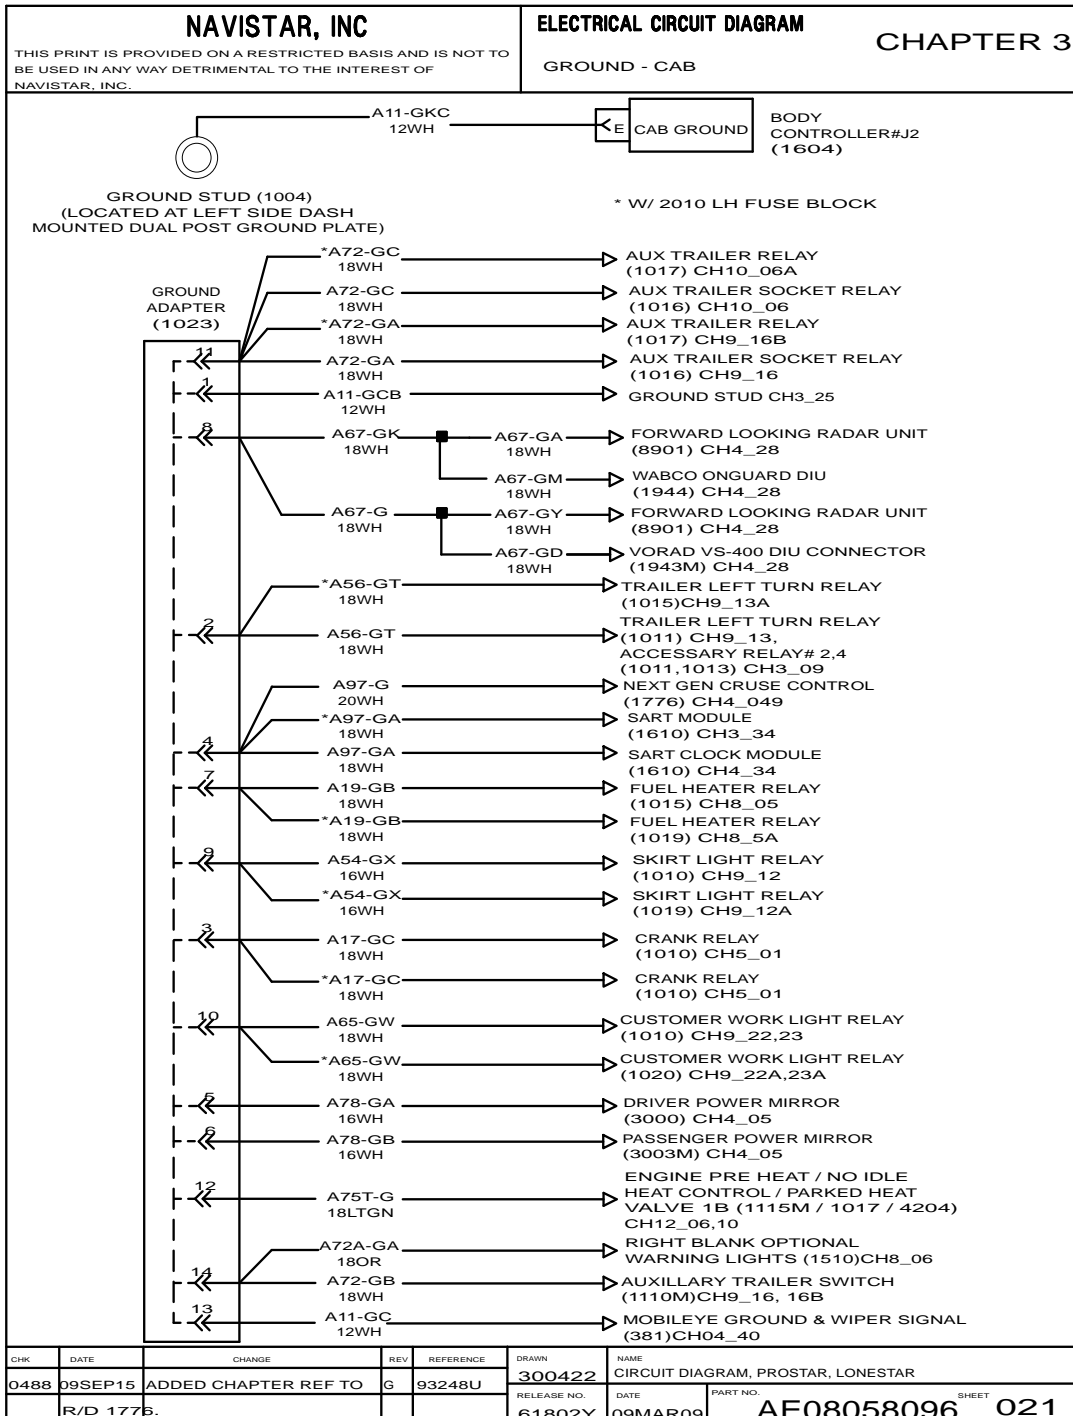 NAVISTAR, INC
THIS PRINT IS PROVIDED ON A RESTRICTED BASIS AND IS NOT TO
BE USED IN ANY WAY DETRIMENTAL TO THE INTEREST OF
NAVISTAR, INC.
ELECTRICAL CIRCUIT DIAGRAM
CHAPTER 3
GROUND - CAB
A11-GKC
12WH
E
CAB GROUND
BODY
CONTROLLER#J2
(1604)
GROUND STUD (1004)
(LOCATED AT LEFT SIDE DASH
MOUNTED DUAL POST GROUND PLATE)
* W/ 2010 LH FUSE BLOCK
GROUND
ADAPTER
(1023)
*A72-GC
18WH
AUX TRAILER RELAY
(1017) CH10_06A
A72-GC
18WH
AUX TRAILER SOCKET RELAY
(1016) CH10_06
*A72-GA
18WH
AUX TRAILER RELAY
(1017) CH9_16B
11
A72-GA
18WH
AUX TRAILER SOCKET RELAY
(1016) CH9_16
1
A11-GCB
12WH
GROUND STUD CH3_25
8
A67-GK
18WH
A67-GA
18WH
FORWARD LOOKING RADAR UNIT
(8901) CH4_28
A67-GM
18WH
WABCO ONGUARD DIU
(1944) CH4_28
A67-G
18WH
A67-GY
18WH
FORWARD LOOKING RADAR UNIT
(8901) CH4_28
A67-GD
18WH
VORAD VS-400 DIU CONNECTOR
(1943M) CH4_28
*A56-GT
18WH
TRAILER LEFT TURN RELAY
(1015)CH9_13A
2
A56-GT
18WH
TRAILER LEFT TURN RELAY
(1011) CH9_13,
ACCESSARY RELAY# 2,4
(1011,1013) CH3_09
A97-G
20WH
NEXT GEN CRUSE CONTROL
(1776) CH4_049
*A97-GA
18WH
SART MODULE
(1610) CH3_34
4
A97-GA
18WH
SART CLOCK MODULE
(1610) CH4_34
7
A19-GB
18WH
FUEL HEATER RELAY
(1015) CH8_05
*A19-GB
18WH
FUEL HEATER RELAY
(1019) CH8_5A
9
A54-GX
16WH
SKIRT LIGHT RELAY
(1010) CH9_12
*A54-GX
16WH
SKIRT LIGHT RELAY
(1019) CH9_12A
3
A17-GC
18WH
CRANK RELAY
(1010) CH5_01
*A17-GC
18WH
CRANK RELAY
(1010) CH5_01
10
A65-GW
18WH
CUSTOMER WORK LIGHT RELAY
(1010) CH9_22,23
*A65-GW
18WH
CUSTOMER WORK LIGHT RELAY
(1020) CH9_22A,23A
5
A78-GA
16WH
DRIVER POWER MIRROR
(3000) CH4_05
6
A78-GB
16WH
PASSENGER POWER MIRROR
(3003M) CH4_05
12
A75T-G
18LTGN
ENGINE PRE HEAT / NO IDLE
HEAT CONTROL / PARKED HEAT
VALVE 1B (1115M / 1017 / 4204)
CH12_06,10
A72A-GA
18OR
RIGHT BLANK OPTIONAL
WARNING LIGHTS (1510)CH8_06
14
A72-GB
18WH
AUXILLARY TRAILER SWITCH
(1110M)CH9_16, 16B
13
A11-GC
12WH
MOBILEYE GROUND & WIPER SIGNAL
(381)CH04_40
CHK DATE CHANGE REV REFERENCE
0488 09SEP15 ADDED CHAPTER REF TO G 93248U
R/D 1776.
DRAWN
300422
NAME
CIRCUIT DIAGRAM, PROSTAR, LONESTAR
RELEASE NO.
61802Y
DATE
09MAR09
PART NO.
AF08058096
SHEET
021